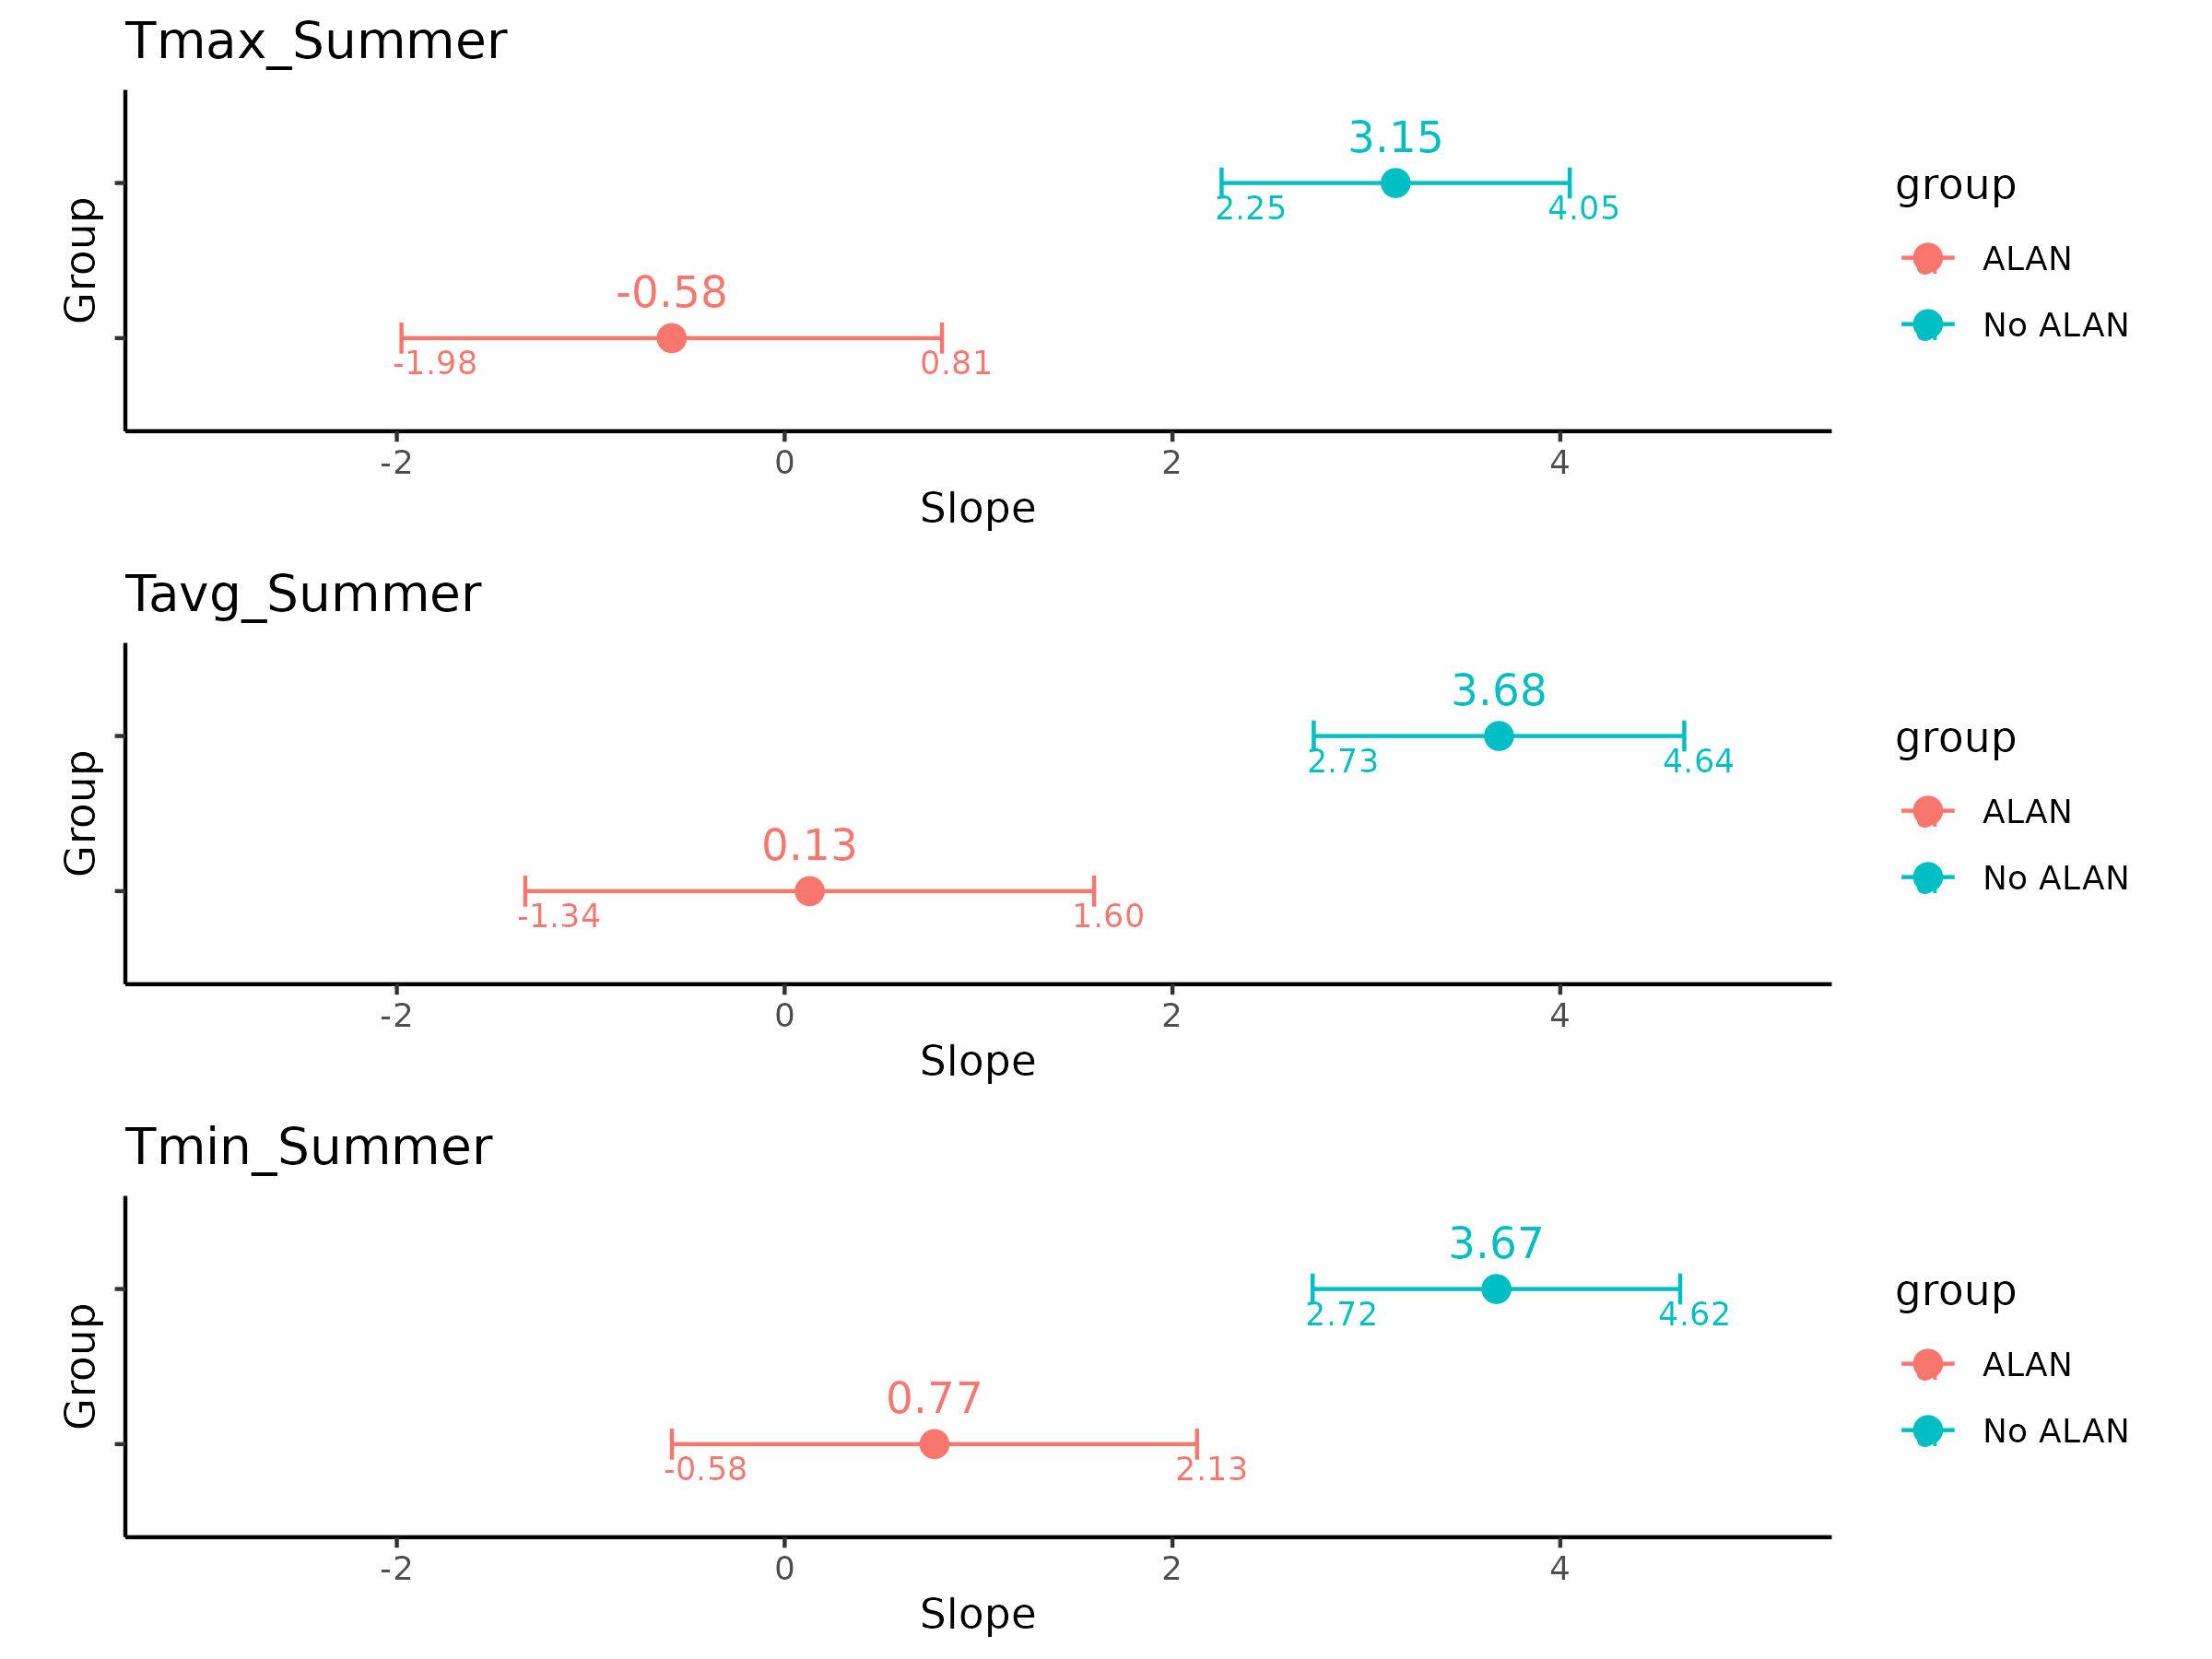 Tmax_Summer
3.15
2.25 4.05
-0.58
-1.98 0.81
Group
-2 0 2 4
Slope
group
ALAN
No ALAN
Tavg_Summer
3.68
2.73 4.64
0.13
-1.34 1.60
Group
-2 0 2 4
Slope
group
ALAN
No ALAN
Tmin_Summer
3.67
2.72 4.62
0.77
-0.58 2.13
Group
-2 0 2 4
Slope
group
ALAN
No ALAN